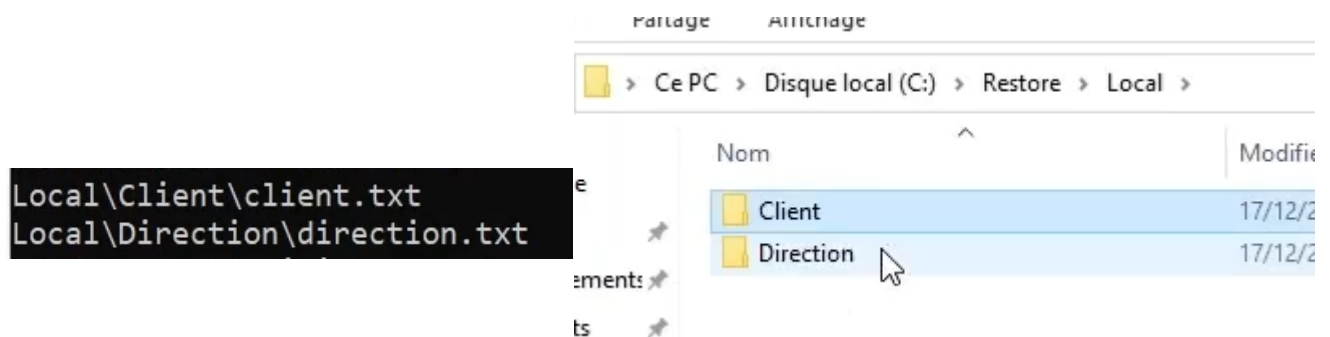 Partage Affichage
Ce PC > Disque local (C:) > Restore > Local >
Nom Modifie
Local\Client\client.txt
Local\Direction\direction.txt
e
Client 17/12/2
Direction 17/12/2
ements
ts